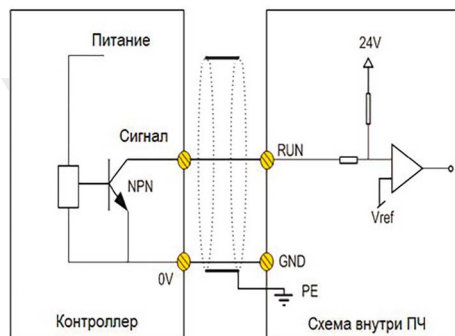 Питание
24V
Сигнал
RUN
NPN
Vref
0V
GND
PE
Контроллер
Схема внутри ПЧ